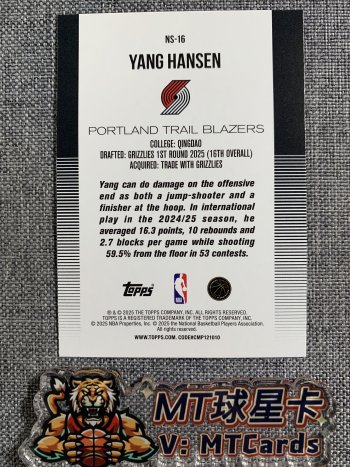 NS-16
YANG HANSEN
PORTLAND TRAIL BLAZERS
COLLEGE: QINGDAO
DRAFTED: GRIZZLIES 1ST ROUND 2025 (16TH OVERALL)
ACQUIRED: TRADE WITH GRIZZLIES
Yang can do damage on the offensive
end as both a jump-shooter and a
finisher at the hoop. In international
play in the 2024/25 season, he
averaged 16.3 points, 10 rebounds and
2.7 blocks per game while shooting
59.5% from the floor in 53 contests.
Topps
NBA
® & © 2025 THE TOPPS COMPANY, INC. ALL RIGHTS RESERVED.
TOPPS IS A REGISTERED TRADEMARK OF THE TOPPS COMPANY, INC.
© 2025 NBA Properties, Inc. © 2025 the National Basketball Players Association.
All Rights Reserved.
WWW.TOPPS.COM. CODE#CMP121010
MT球星卡
V: MTCards